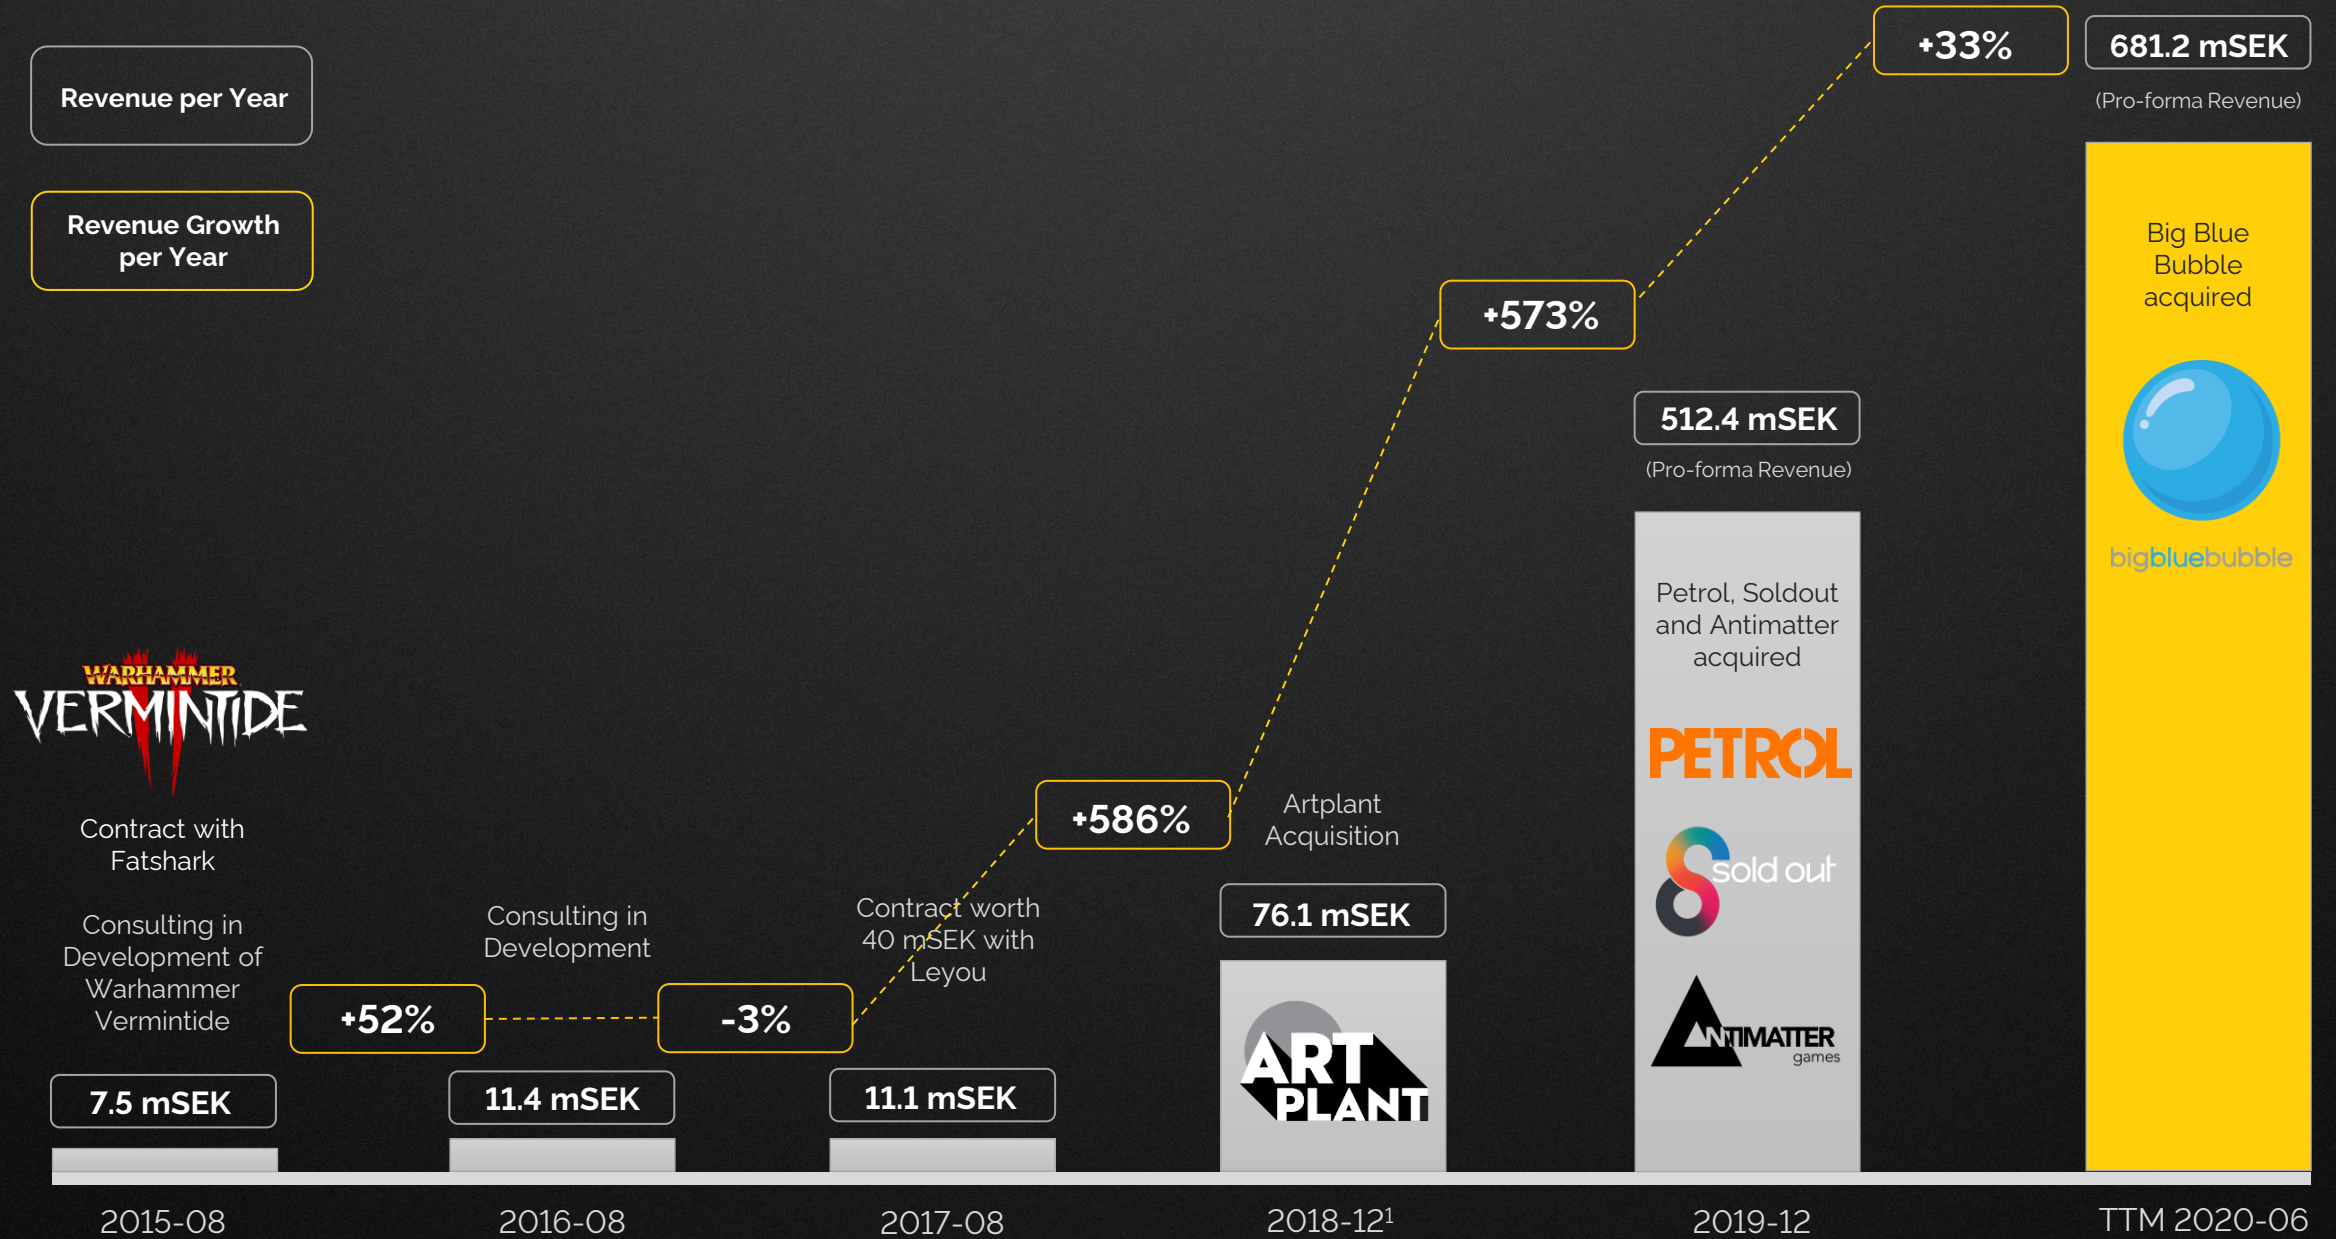 Revenue per Year
Revenue Growth
per Year
WARHAMMER
VERMINTIDE
II
Contract with
Fatshark
Consulting in
Development of
Warhammer
Vermintide
7.5 mSEK
2015-08
+52%
Consulting in
Development
11.4 mSEK
2016-08
-3%
Contract worth
40 mSEK with
Leyou
11.1 mSEK
2017-08
+586%
Artplant
Acquisition
76.1 mSEK
ART
PLANT
2018-12¹
+573%
512.4 mSEK
(Pro-forma Revenue)
Petrol, Soldout
and Antimatter
acquired
PETROL
sold out
ANTIMATTER
games
2019-12
+33%
681.2 mSEK
(Pro-forma Revenue)
Big Blue
Bubble
acquired
bigbluebubble
TTM 2020-06